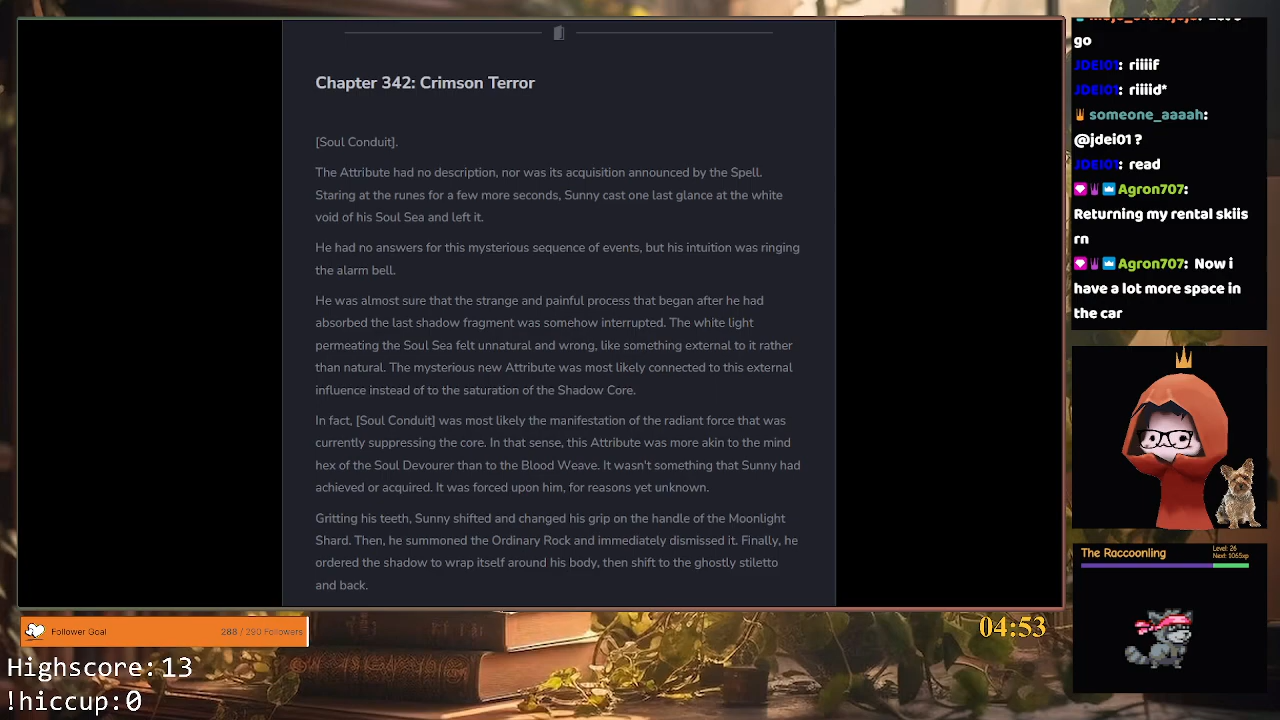 Chapter 342: Crimson Terror
[Soul Conduit].
The Attribute had no description, nor was its acquisition announced by the Spell.
Staring at the runes for a few more seconds, Sunny cast one last glance at the white
void of his Soul Sea and left it.
He had no answers for this mysterious sequence of events, but his intuition was ringing
the alarm bell.
He was almost sure that the strange and painful process that began after he had
absorbed the last shadow fragment was somehow interrupted. The white light
permeating the Soul Sea felt unnatural and wrong, like something external to it rather
than natural. The mysterious new Attribute was most likely connected to this external
influence instead of to the saturation of the Shadow Core.
In fact, [Soul Conduit] was most likely the manifestation of the radiant force that was
currently suppressing the core. In that sense, this Attribute was more akin to the mind
hex of the Soul Devourer than to the Blood Weave. It wasn't something that Sunny had
achieved or acquired. It was forced upon him, for reasons yet unknown.
Gritting his teeth, Sunny shifted and changed his grip on the handle of the Moonlight
Shard. Then, he summoned the Ordinary Rock and immediately dismissed it. Finally, he
ordered the shadow to wrap itself around his body, then shift to the ghostly stiletto
and back.
go
JDEI01: riiiif
JDEI01: riiiid*
someone_aaaah:
@jdei01 ?
JDEI01: read
Agron707:
Returning my rental skiis
rn
Agron707: Now i
have a lot more space in
the car
The Raccoonling
Level: 26
Next: 1065xp
Follower Goal
288 / 290 Followers
04:53
Highscore:13
!hiccup:0